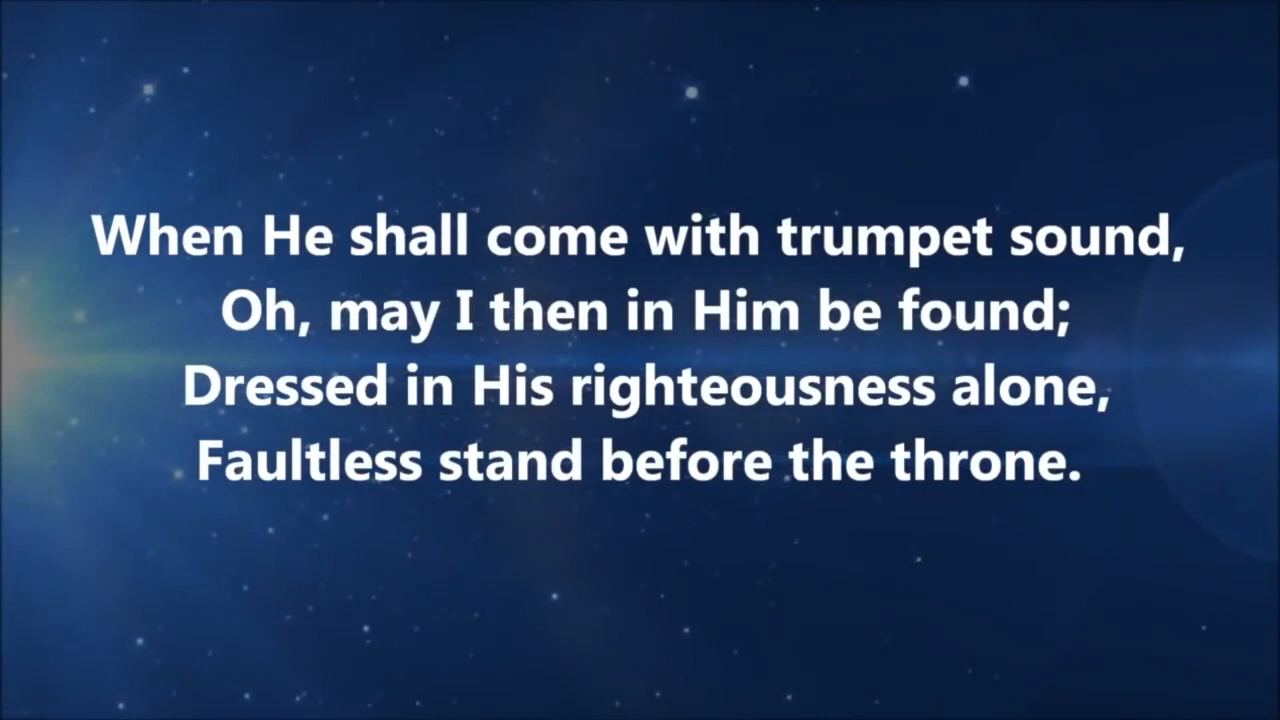 When He shall come with trumpet sound,
Oh, may I then in Him be found;
Dressed in His righteousness alone,
Faultless stand before the throne.